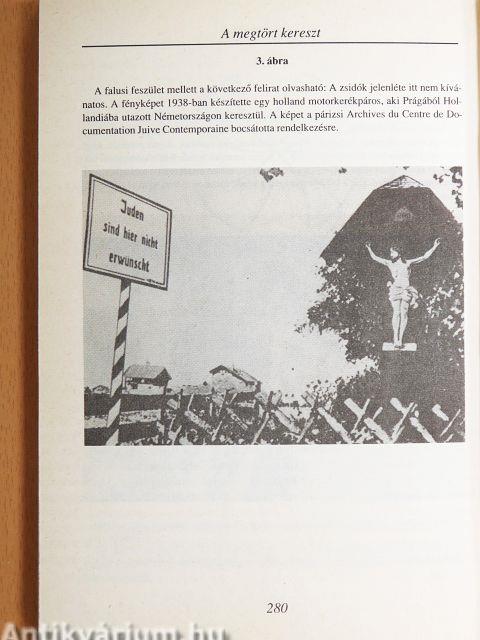 A megtört kereszt
3. ábra
A falusi feszület mellett a következő felirat olvasható: A zsidók jelenléte itt nem kívá-
natos. A fényképet 1938-ban készítette egy holland motorkerékpáros, aki Prágából Hol-
landiába utazott Németországon keresztül. A képet a párizsi Archives du Centre de Do-
cumentation Juive Contemporaine bocsátotta rendelkezésre.
Juden
sind hier nicht
erwünscht
280
Antikvárium.hu